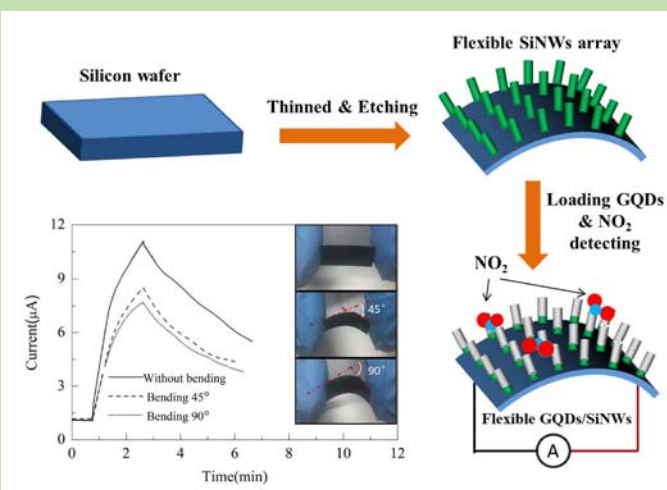 Flexible SiNWs array
Silicon wafer
Thinned & Etching
Loading GQDs
& NO₂
detecting
NO₂
12
9
6
3
0
Current(μA)
Without bending
Bending 45°
Bending 90°
0 2 4 6 8 10 12
Time(min)
45°
90°
Flexible GQDs/SiNWs
A